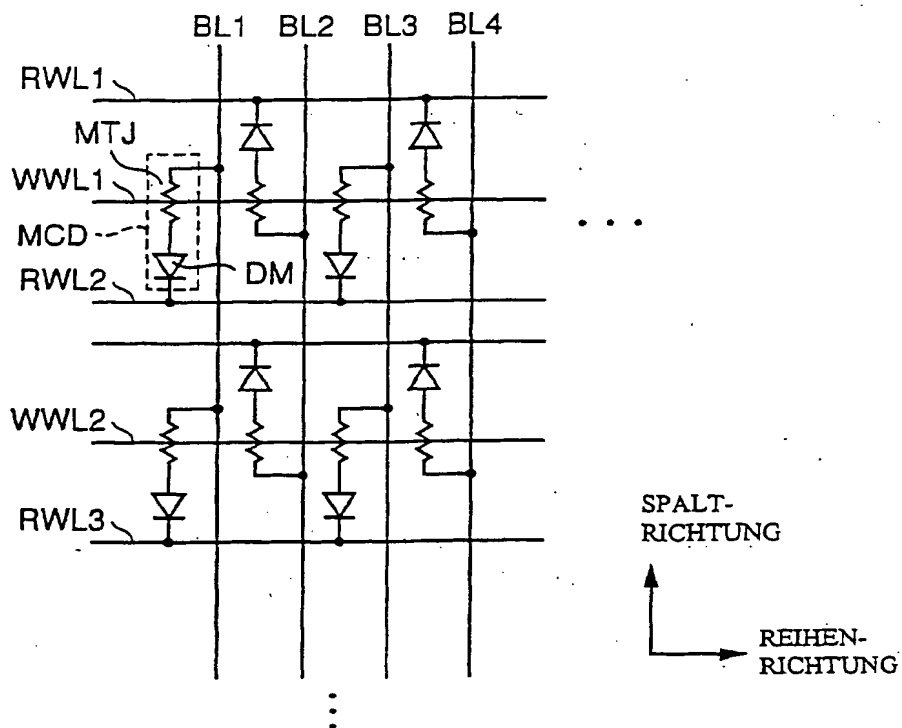 BL1 BL2 BL3 BL4
RWL1
MTJ
WWL1
MCD
DM
RWL2
WWL2
RWL3
SPALT-
RICHTUNG
REIHEN-
RICHTUNG